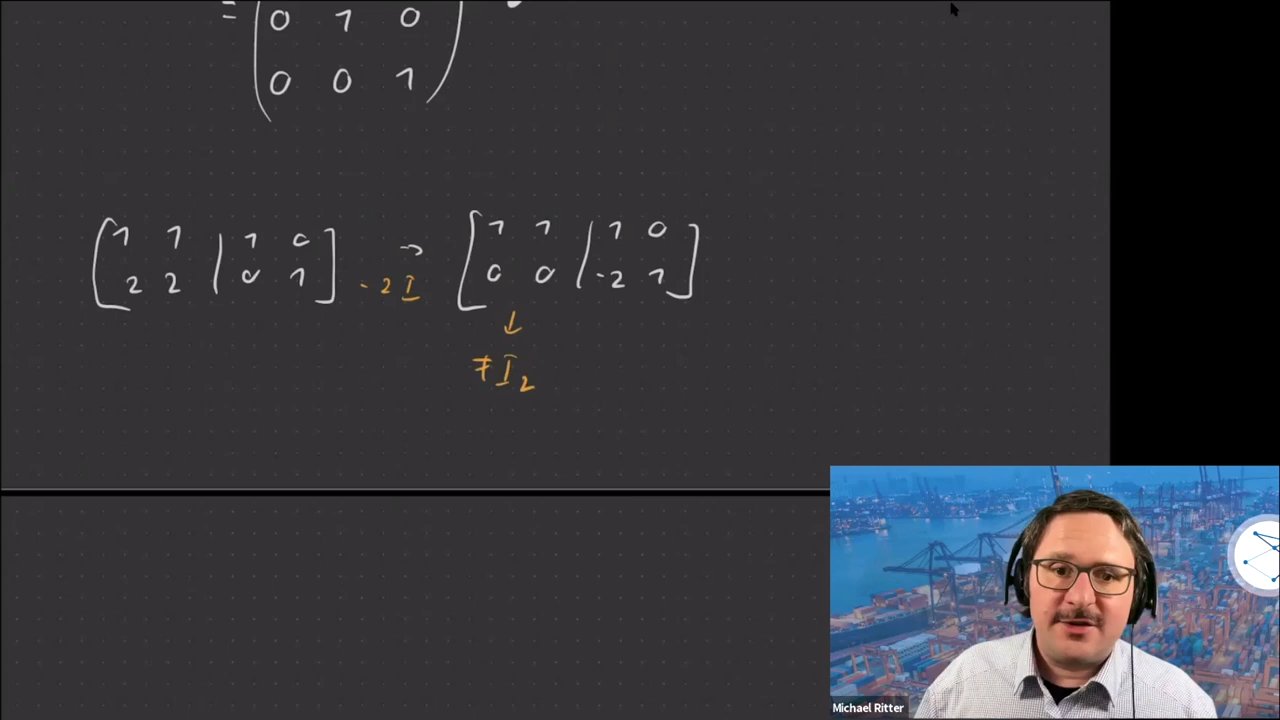 = 0 1 0
0 0 1
[ 1 1 | 1 0 ] → [ 1 1 | 1 0 ]
[ 2 2 | 0 1 ] -2 I [ 0 0 | -2 1 ]
↓
≠ I₂
Michael Ritter